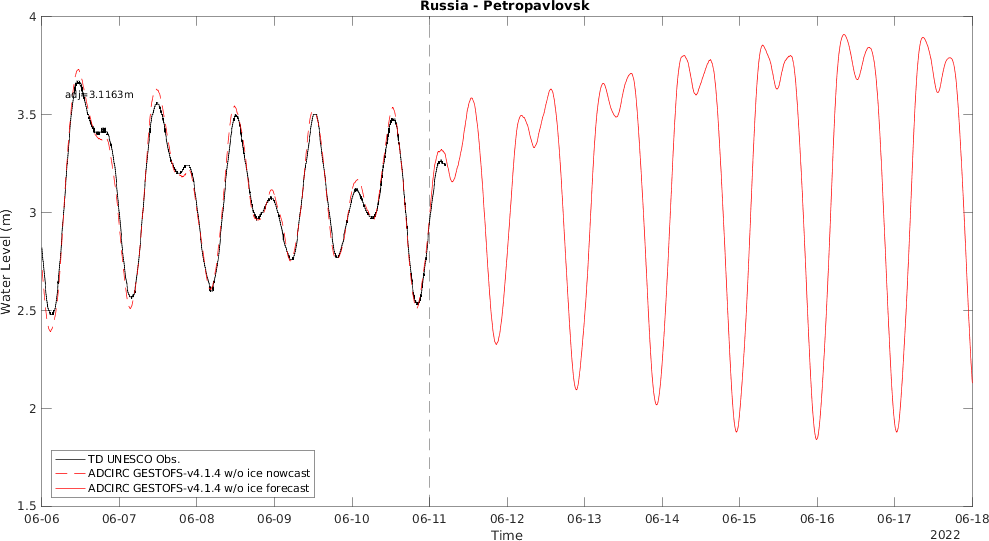 Russia - Petropavlovsk
4
3.5
3
2.5
2
1.5
Water Level (m)
adj=3.1163m
TD UNESCO Obs.
ADCIRC GESTOFS-v4.1.4 w/o ice nowcast
ADCIRC GESTOFS-v4.1.4 w/o ice forecast
06-06 06-07 06-08 06-09 06-10 06-11 06-12 06-13 06-14 06-15 06-16 06-17 06-18
Time
2022